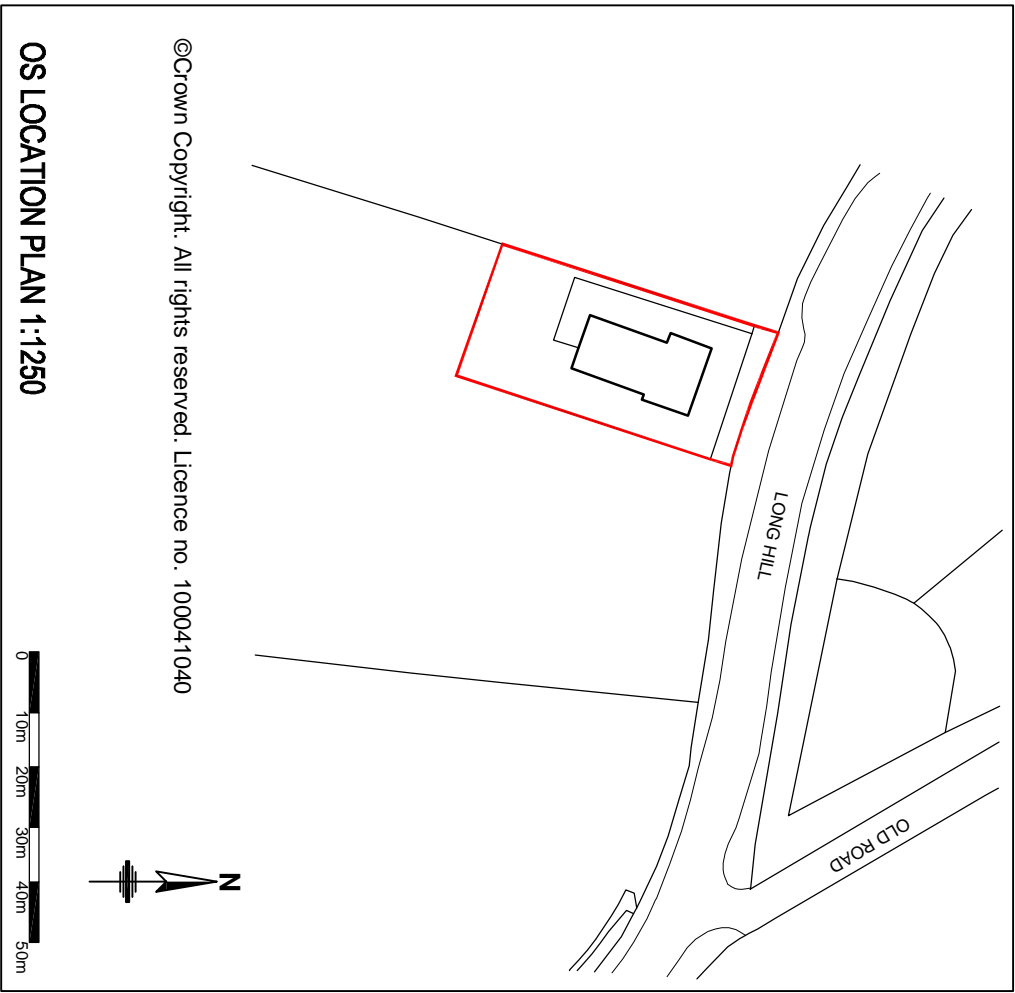 N
OLD ROAD
LONG HILL
©Crown Copyright. All rights reserved. Licence no. 100041040
0 10m 20m 30m 40m 50m
OS LOCATION PLAN 1:1250